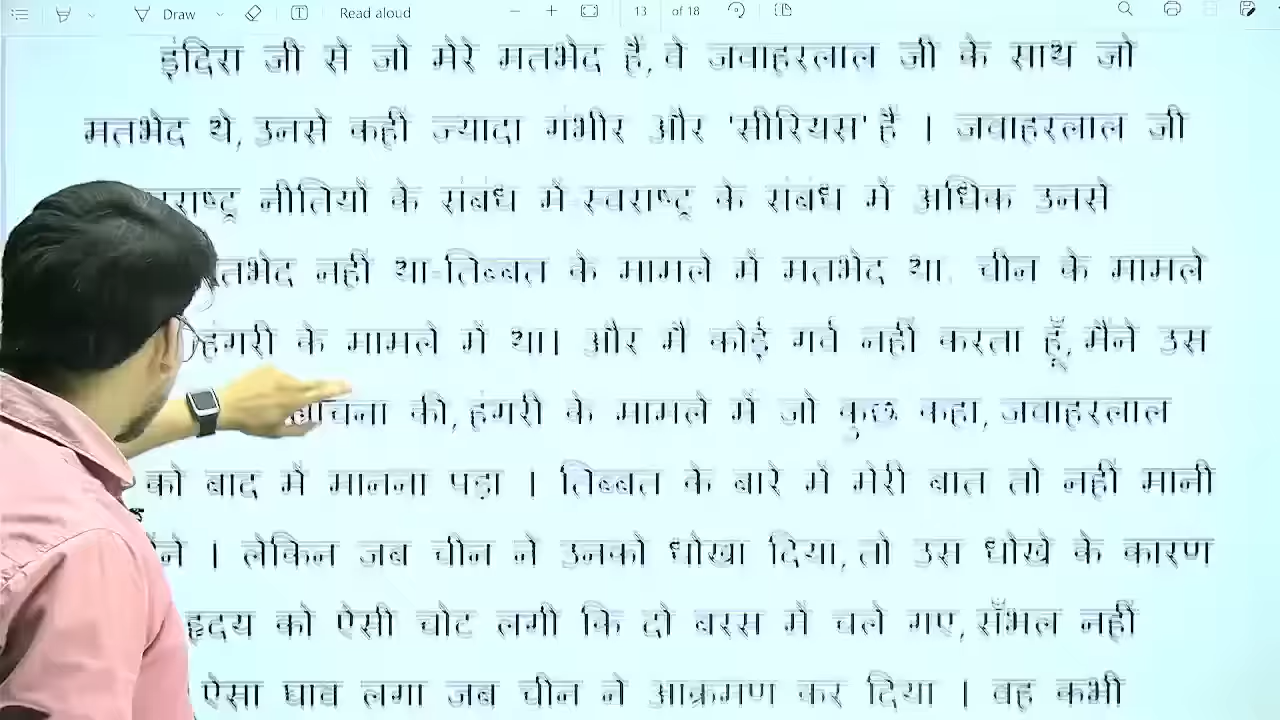 Draw
Read aloud
13 of 18
इंदिरा जी से जो मेरे मतभेद हैं, वे जवाहरलाल जी के साथ जो
मतभेद थे, उनसे कहीं ज्यादा गंभीर और 'सीरियस' हैं । जवाहरलाल जी
नीतियों के संबंध में स्वराष्ट्र के संबंध में अधिक उनसे
नहीं था-तिब्बत के मामले में मतभेद था, चीन के मामले
हंगरी के मामले में था। और मैं कोई गर्व नहीं करता हूँ, मैंने उस
की, हंगरी के मामले में जो कुछ कहा, जवाहरलाल
को बाद में मानना पड़ा । तिब्बत के बारे में मेरी बात तो नहीं मानी
। लेकिन जब चीन ने उनको धोखा दिया, तो उस धोखे के कारण
हृदय को ऐसी चोट लगी कि दो बरस में चले गए, सँभल नहीं
ऐसा घाव लगा जब चीन ने आक्रमण कर दिया । वह कभी